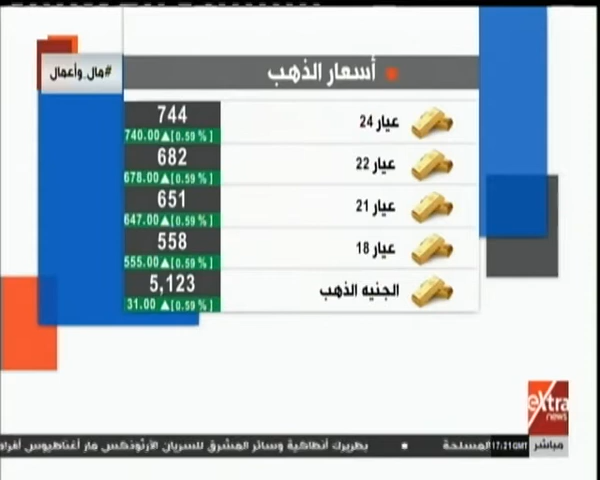 #مال_وأعمال
أسعار الذهب
عيار 24
744
740.00▲[0.59%]
عيار 22
682
678.00▲[0.59%]
عيار 21
651
647.00▲[0.59%]
عيار 18
558
555.00▲[0.59%]
الجنيه الذهب
5,123
31.00▲[0.59%]
extra
news
مباشر
17:21GMT
المسلحة
بطريرك أنطاكية وسائر المشرق للسريان الأرثوذكس مار أغناطيوس أفرا